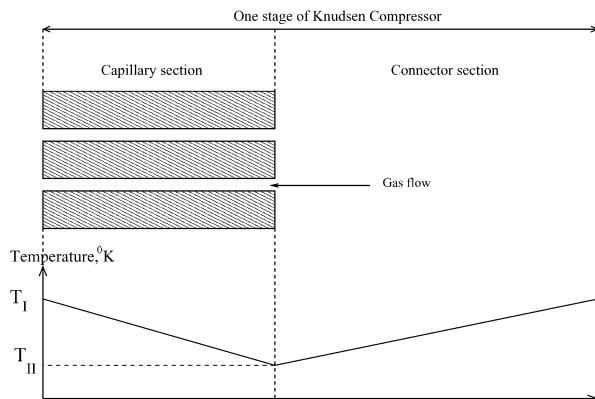 One stage of Knudsen Compressor
Capillary section
Connector section
Gas flow
Temperature,⁰K
T_I
T_II